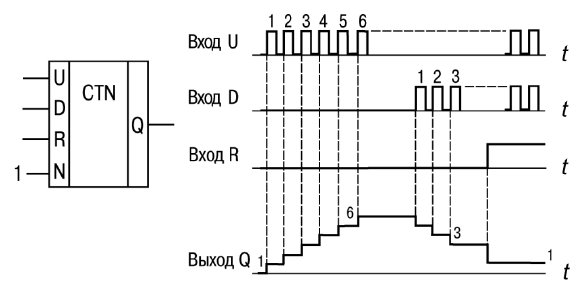 U
D
R
1 N
CTN
Q
1 2 3 4 5 6
Вход U
t
1 2 3
Вход D
t
Вход R
t
6
3
Выход Q 1
1
t